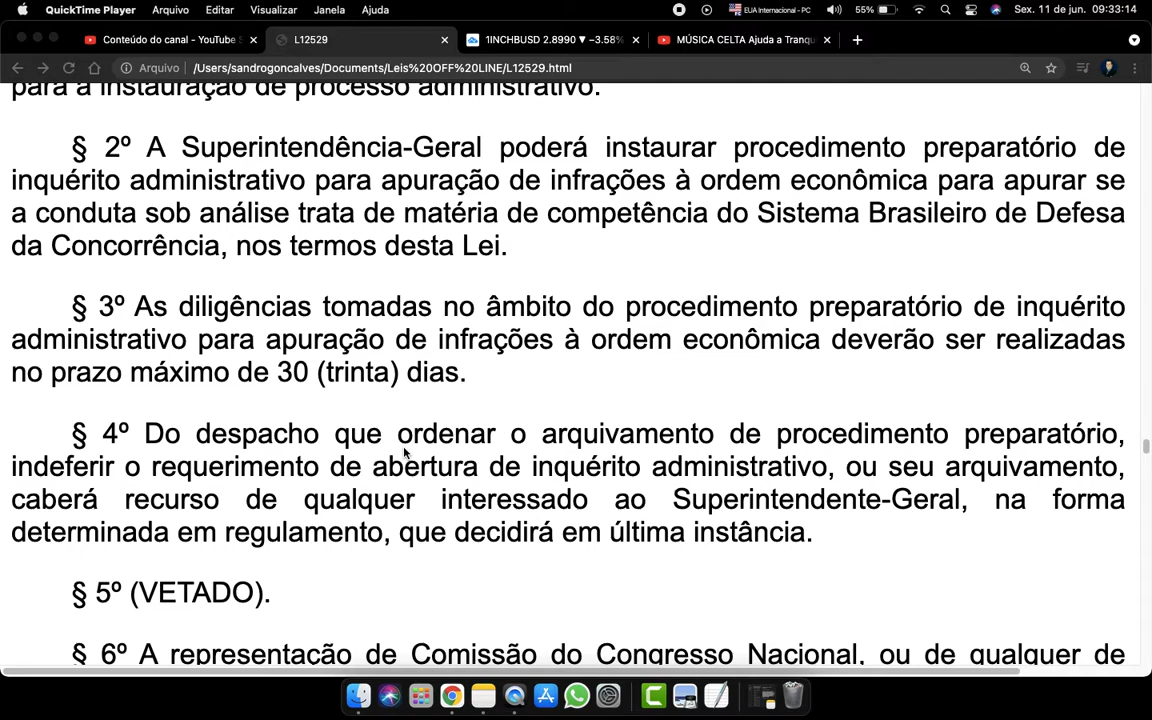 QuickTime Player Arquivo Editar Visualizar Janela Ajuda EUA Internacional - PC 55% Sex. 11 de jun. 09:33:14
Conteúdo do canal - YouTube S × L12529 × 1INCHBUSD 2.8990 ▼ −3.58% × MÚSICA CELTA Ajuda a Tranqu × +
Arquivo | /Users/sandrogoncalves/Documents/Leis%20OFF%20LINE/L12529.html
para a instauração de processo administrativo.
§ 2º A Superintendência-Geral poderá instaurar procedimento preparatório de
inquérito administrativo para apuração de infrações à ordem econômica para apurar se
a conduta sob análise trata de matéria de competência do Sistema Brasileiro de Defesa
da Concorrência, nos termos desta Lei.
§ 3º As diligências tomadas no âmbito do procedimento preparatório de inquérito
administrativo para apuração de infrações à ordem econômica deverão ser realizadas
no prazo máximo de 30 (trinta) dias.
§ 4º Do despacho que ordenar o arquivamento de procedimento preparatório,
indeferir o requerimento de abertura de inquérito administrativo, ou seu arquivamento,
caberá recurso de qualquer interessado ao Superintendente-Geral, na forma
determinada em regulamento, que decidirá em última instância.
§ 5º (VETADO).
§ 6º A representação de Comissão do Congresso Nacional, ou de qualquer de